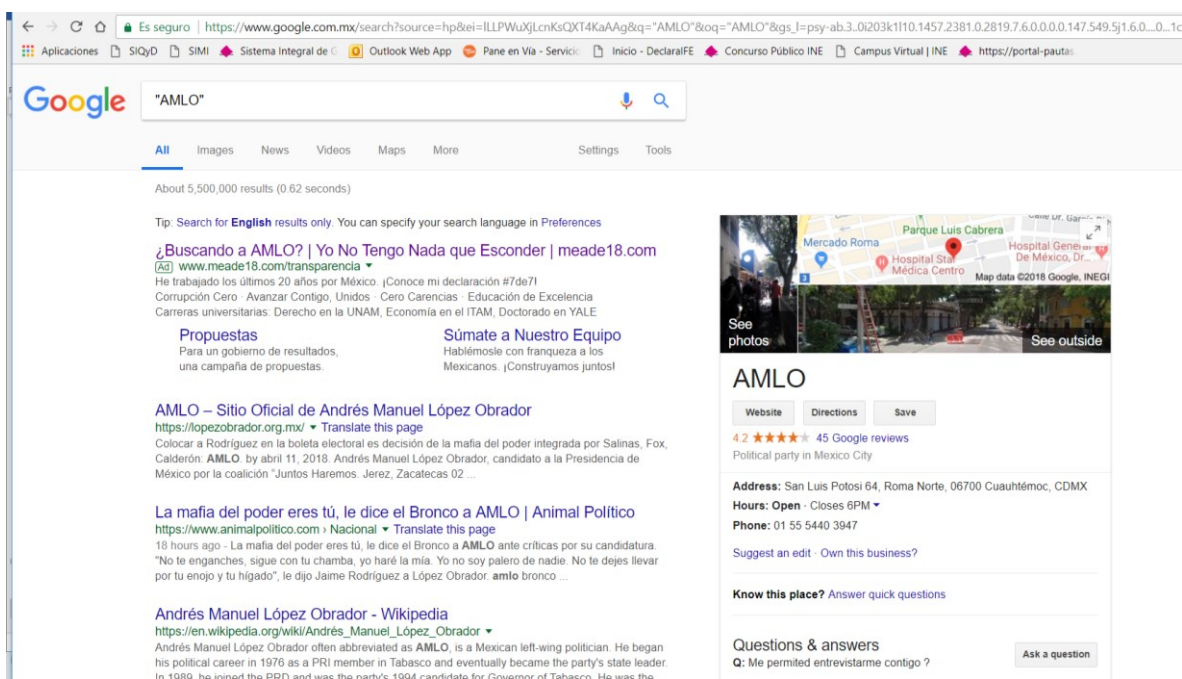 Es seguro | https://www.google.com.mx/search?source=hp&ei=lLLPWuXjLcnKsQXT4KaAAg&q="AMLO"&oq="AMLO"&gs_l=psy-ab.3..0i203k1l10.1457.2381.0.2819.7.6.0.0.0.0.147.549.5j1.6.0....0...1c
Aplicaciones SIQyD SIMI Sistema Integral de G Outlook Web App Pane en Vía - Servicio Inicio - DeclaraIFE Concurso Público INE Campus Virtual | INE https://portal-pautas
Google "AMLO"
All Images News Videos Maps More Settings Tools
About 5,500,000 results (0.62 seconds)
Tip: Search for English results only. You can specify your search language in Preferences
¿Buscando a AMLO? | Yo No Tengo Nada que Esconder | meade18.com
Ad www.meade18.com/transparencia
He trabajado los últimos 20 años por México. ¡Conoce mi declaración #7de7!
Corrupción Cero · Avanzar Contigo, Unidos · Cero Carencias · Educación de Excelencia
Carreras universitarias: Derecho en la UNAM, Economía en el ITAM, Doctorado en YALE
Propuestas
Para un gobierno de resultados,
una campaña de propuestas.
Súmate a Nuestro Equipo
Hablémosle con franqueza a los
Mexicanos. ¡Construyamos juntos!
AMLO – Sitio Oficial de Andrés Manuel López Obrador
https://lopezobrador.org.mx/ Translate this page
Colocar a Rodríguez en la boleta electoral es decisión de la mafia del poder integrada por Salinas, Fox,
Calderón: AMLO. by abril 11, 2018. Andrés Manuel López Obrador, candidato a la Presidencia de
México por la coalición "Juntos Haremos. Jerez, Zacatecas 02 ...
La mafia del poder eres tú, le dice el Bronco a AMLO | Animal Político
https://www.animalpolitico.com › Nacional Translate this page
18 hours ago - La mafia del poder eres tú, le dice el Bronco a AMLO ante críticas por su candidatura.
"No te enganches, sigue con tu chamba, yo haré la mía. Yo no soy palero de nadie. No te dejes llevar
por tu enojo y tu hígado", le dijo Jaime Rodríguez a López Obrador. amlo bronco ...
Andrés Manuel López Obrador - Wikipedia
https://en.wikipedia.org/wiki/Andrés_Manuel_López_Obrador
Andrés Manuel López Obrador often abbreviated as AMLO, is a Mexican left-wing politician. He began
his political career in 1976 as a PRI member in Tabasco and eventually became the party's state leader.
In 1989, he joined the PRD and was the party's 1994 candidate for Governor of Tabasco. He was the
Parque Luis Cabrera
Mercado Roma
Hospital General
De México, Dr...
Hospital Star
Médica Centro
Map data ©2018 Google, INEGI
See
photos
See outside
AMLO
Website Directions Save
4.2 45 Google reviews
Political party in Mexico City
Address: San Luis Potosi 64, Roma Norte, 06700 Cuauhtémoc, CDMX
Hours: Open · Closes 6PM
Phone: 01 55 5440 3947
Suggest an edit · Own this business?
Know this place? Answer quick questions
Questions & answers
Q: Me permited entrevistarme contigo ?
Ask a question